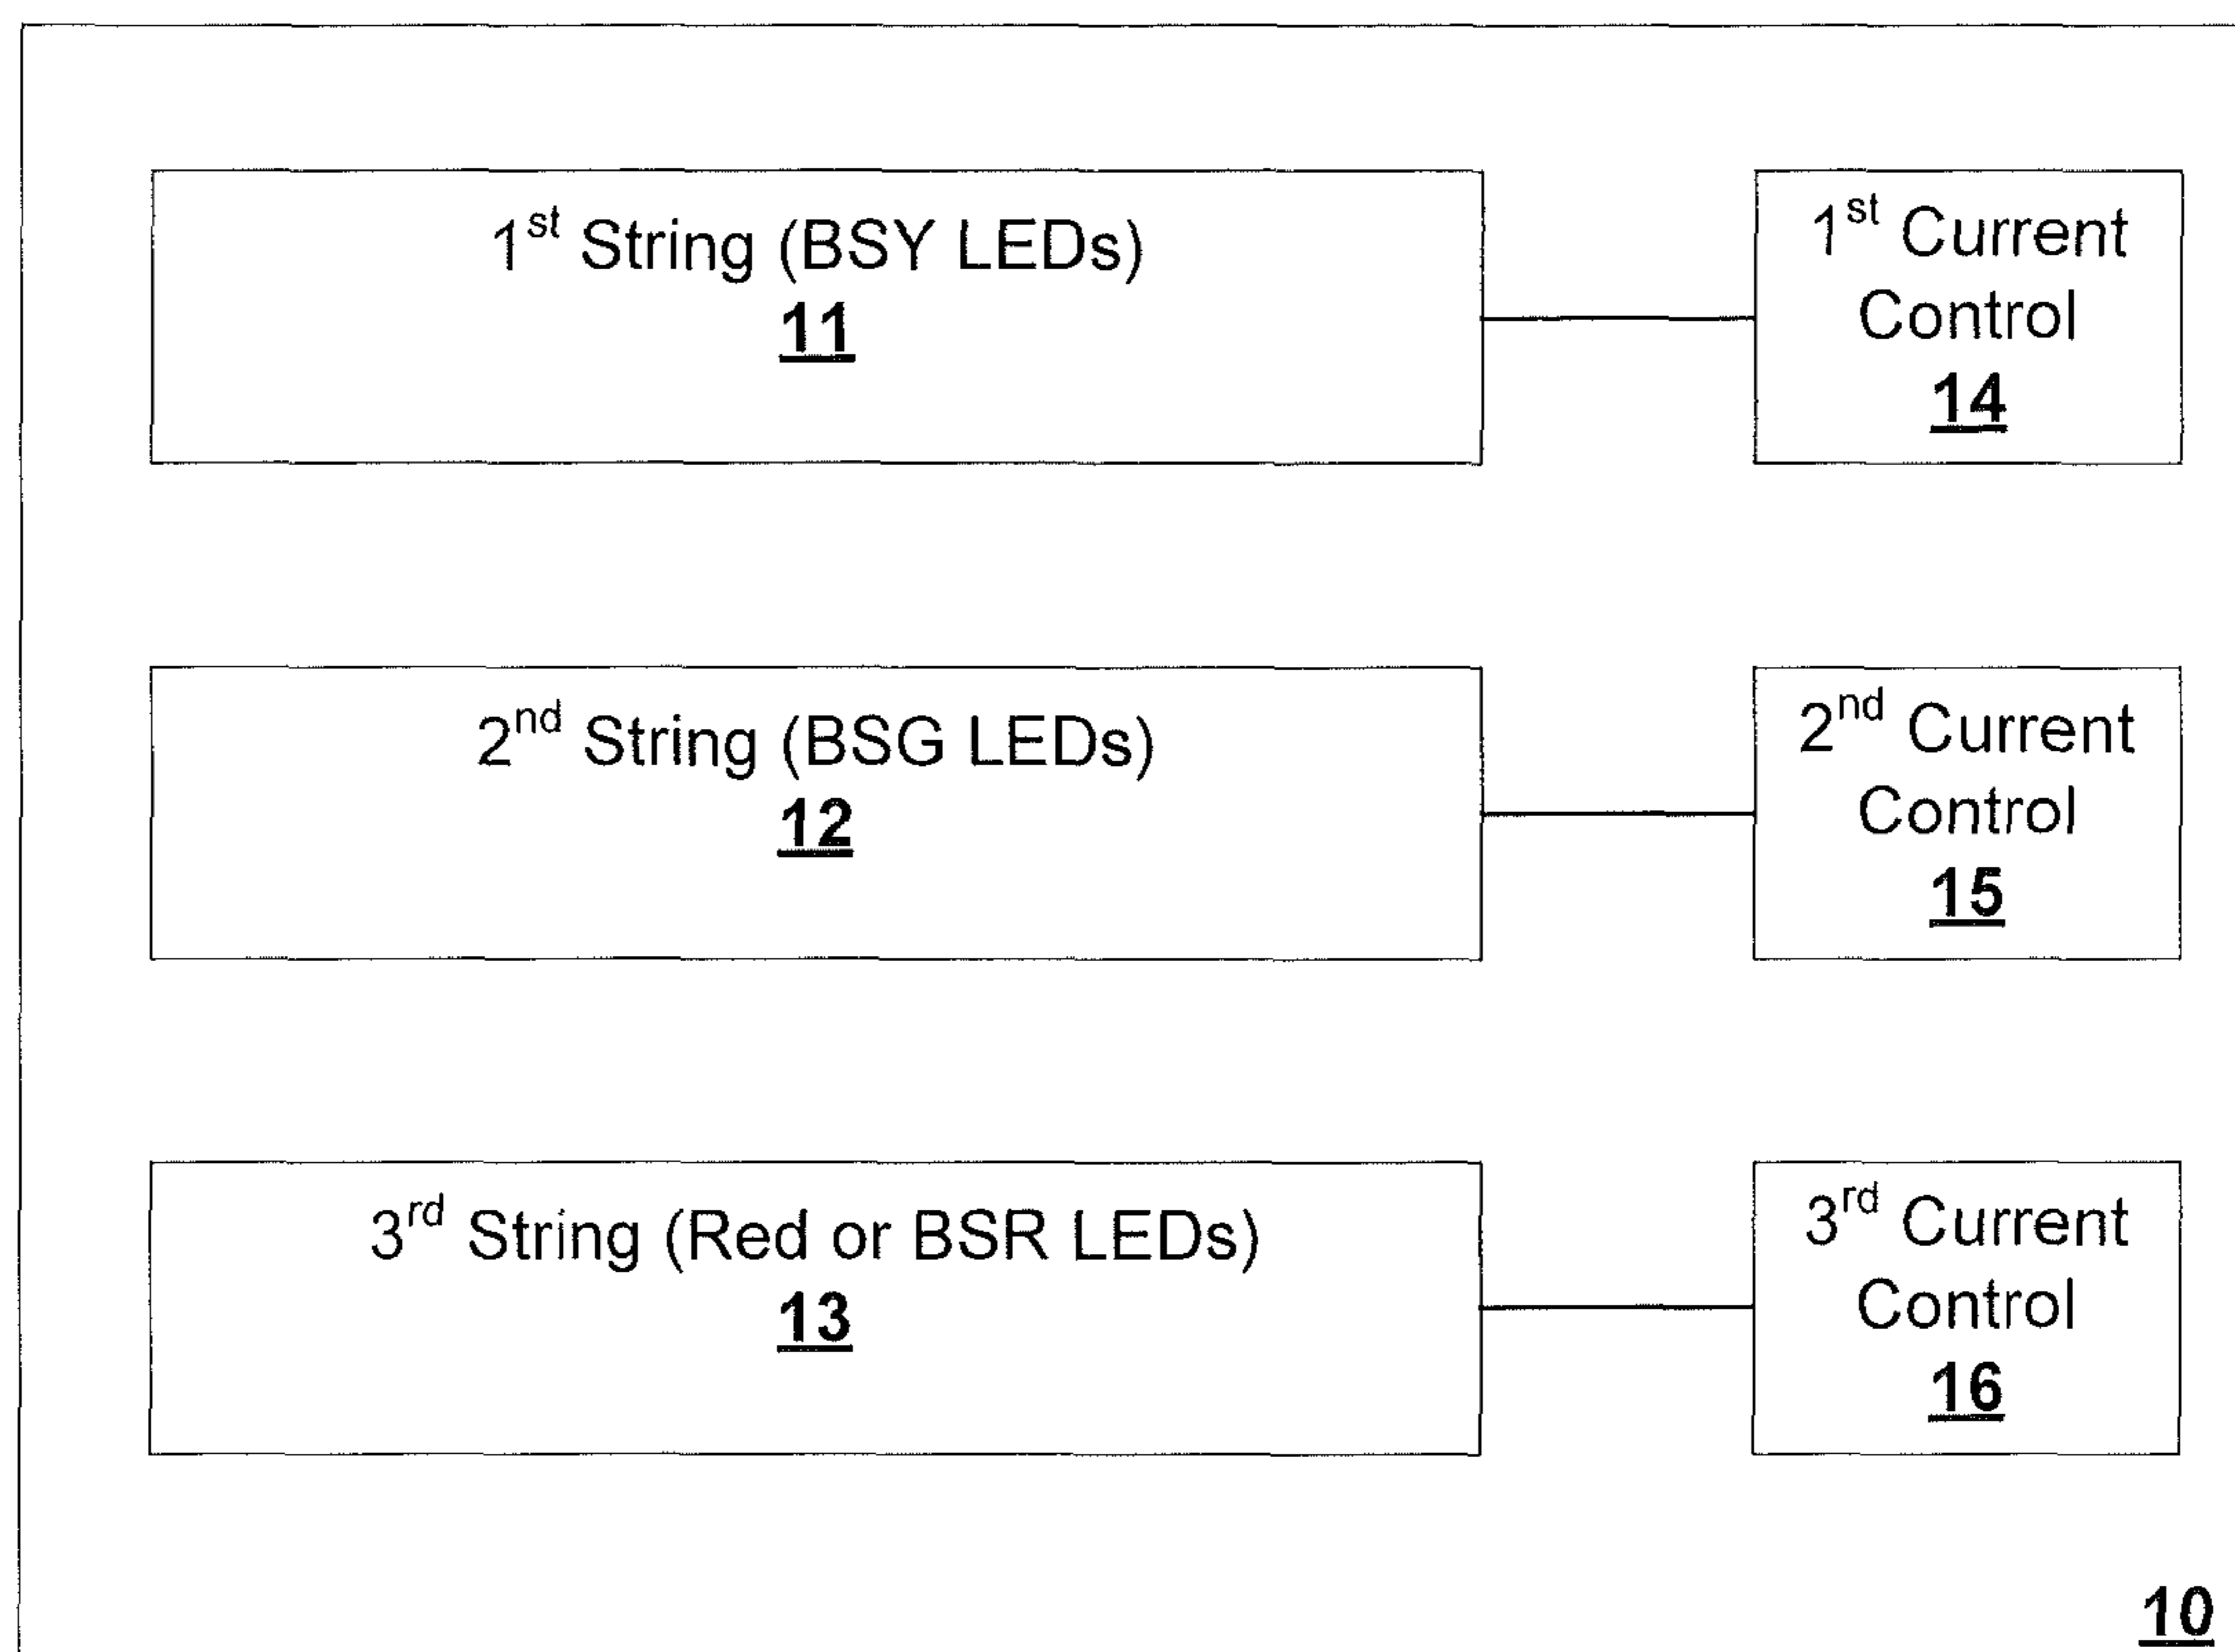 1st String (BSY LEDs)
11
1st Current
Control
14
2nd String (BSG LEDs)
12
2nd Current
Control
15
3rd String (Red or BSR LEDs)
13
3rd Current
Control
16
10